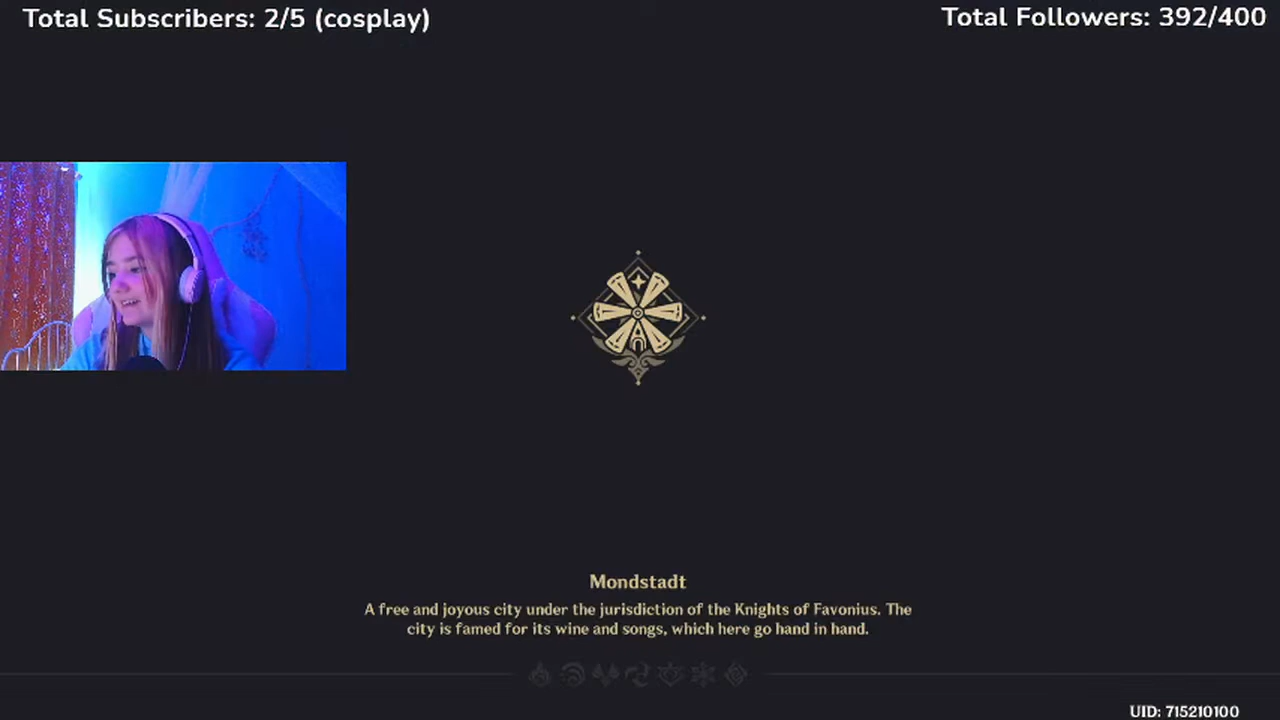 Total Subscribers: 2/5 (cosplay)
Total Followers: 392/400
Mondstadt
A free and joyous city under the jurisdiction of the Knights of Favonius. The
city is famed for its wine and songs, which here go hand in hand.
UID: 715210100